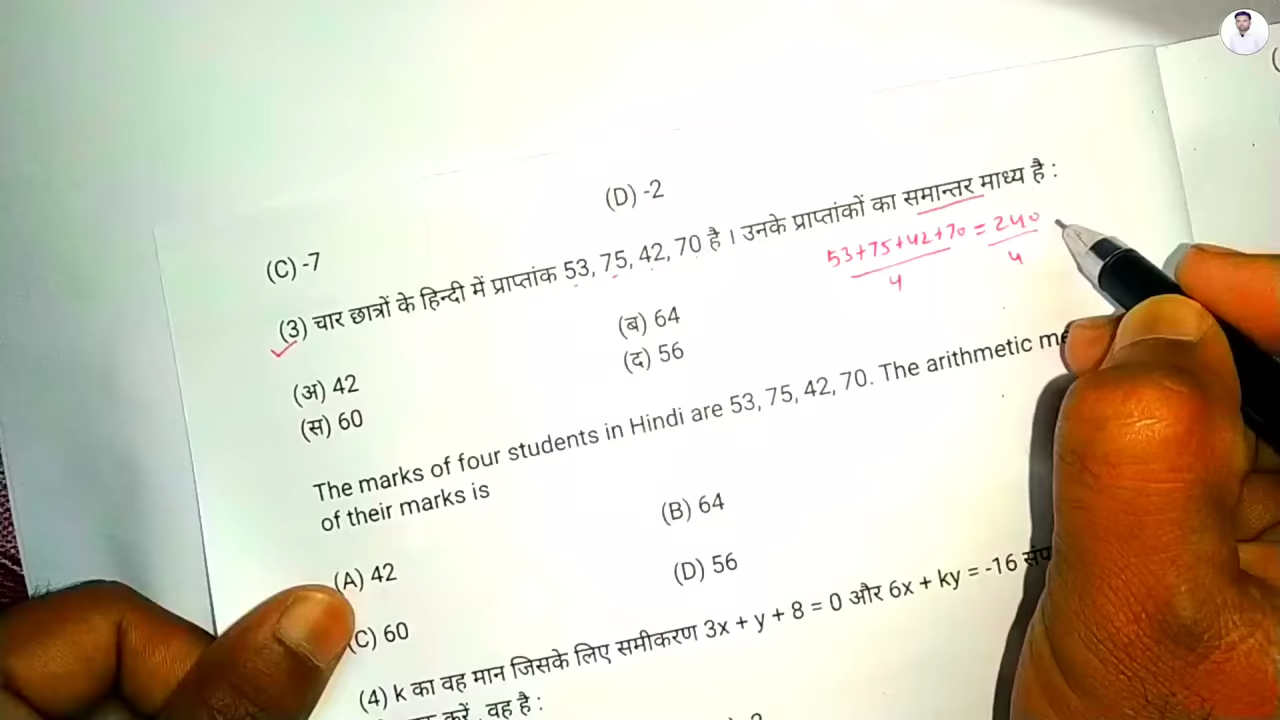 (D) -2
(C) -7
(3) चार छात्रों के हिन्दी में प्राप्तांक 53, 75, 42, 70 है । उनके प्राप्तांकों का समान्तर माध्य है :
53+75+42+70 = 240
4 4
(अ) 42 (ब) 64
(स) 60 (द) 56
The marks of four students in Hindi are 53, 75, 42, 70. The arithmetic me
of their marks is
(A) 42 (B) 64
(C) 60 (D) 56
(4) k का वह मान जिसके लिए समीकरण 3x + y + 8 = 0 और 6x + ky = -16 संप
करें , वह है :